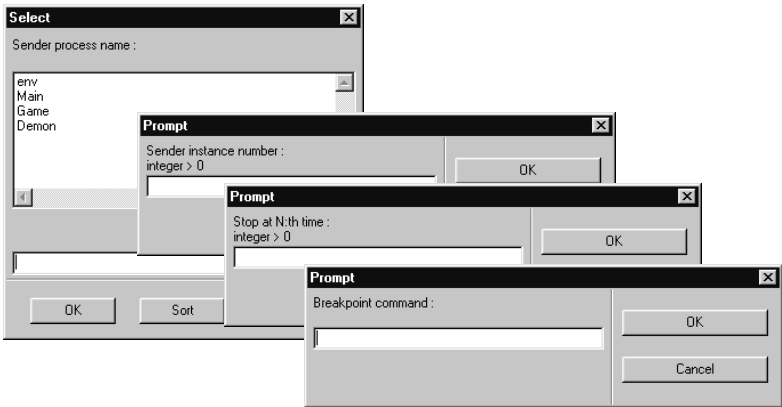 Select
Sender process name :
env
Main
Game
Demon
OK
Sort
Prompt
Sender instance number :
integer > 0
OK
Prompt
Stop at N:th time :
integer > 0
OK
Prompt
Breakpoint command :
OK
Cancel